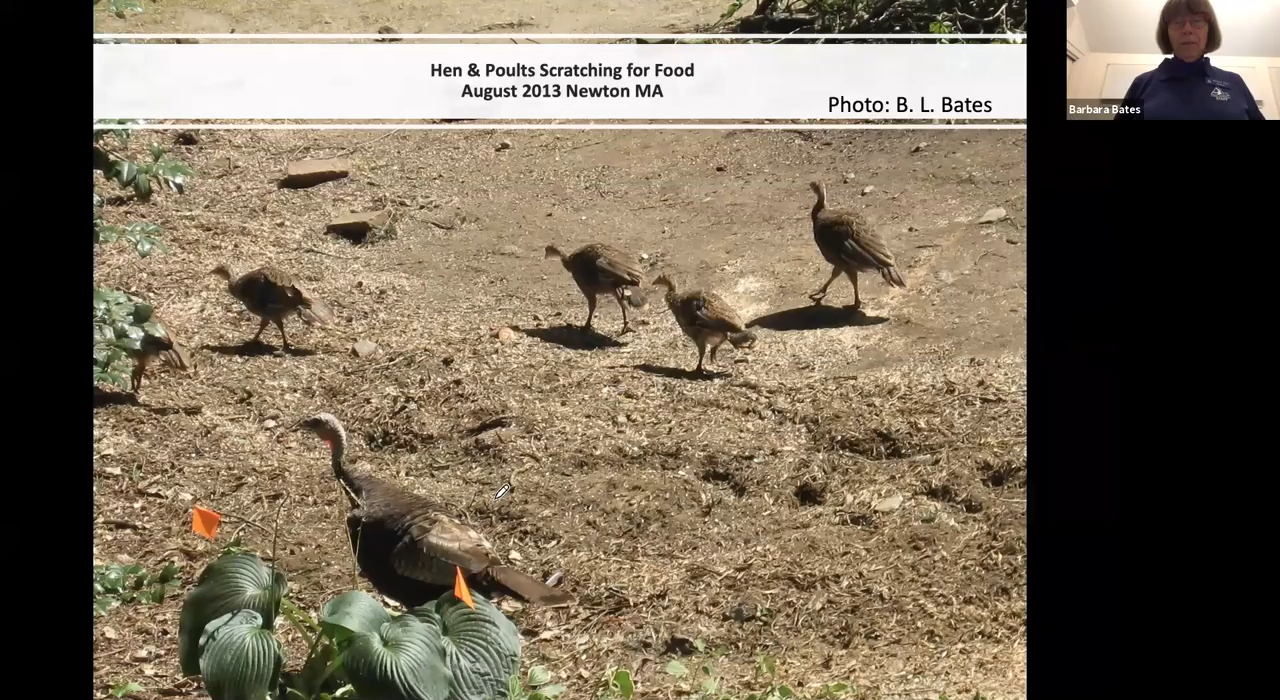 Hen & Poults Scratching for Food
August 2013 Newton MA
Photo: B. L. Bates
Barbara Bates